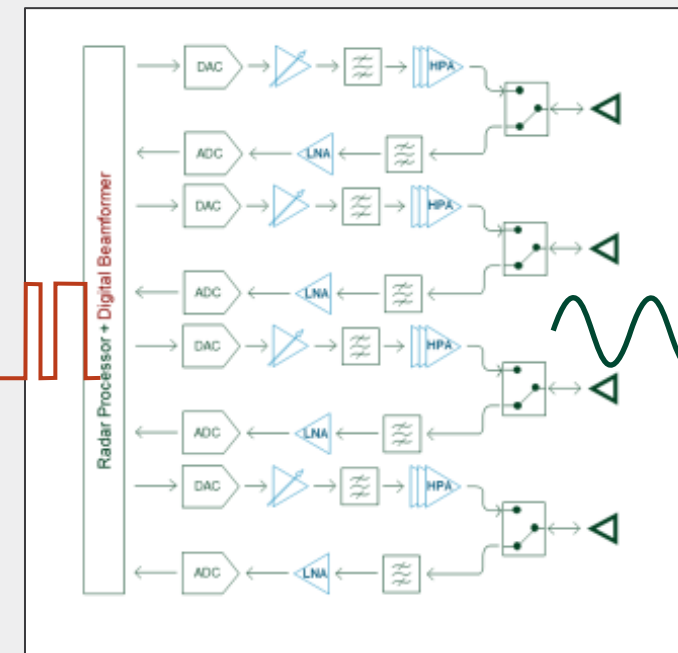 Radar Processor + Digital Beamformer
DAC
HPA
ADC
LNA
DAC
HPA
ADC
LNA
DAC
HPA
ADC
LNA
DAC
HPA
ADC
LNA